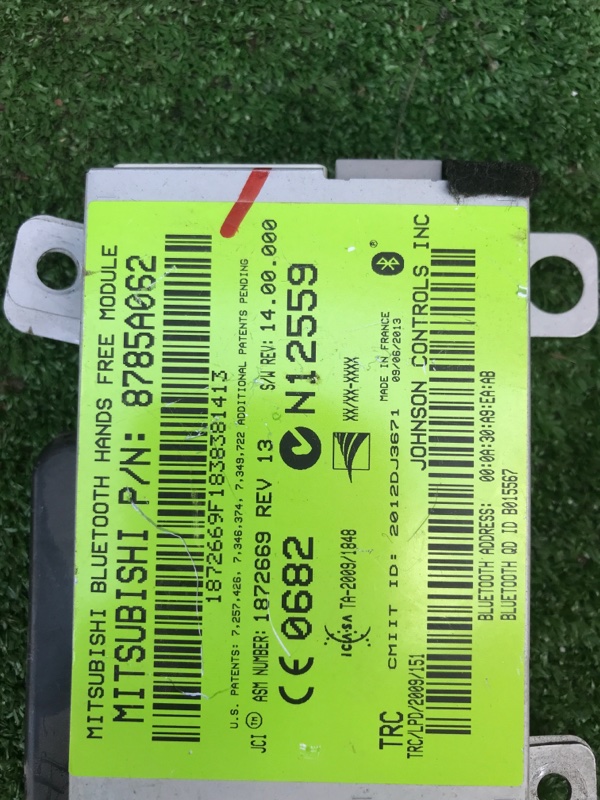 MITSUBISHI BLUETOOTH HANDS FREE MODULE
MITSUBISHI P/N: 8785A062
1872669F1838381413
U.S. PATENTS: 7,257,426, 7,346,374, 7,349,722 ADDITIONAL PATENTS PENDING
JCI TM ASM NUMBER: 1872669 REV 13 S/W REV: 14.00.000
CE 0682 N12559
ICASA TA-2009/1848 XX/XX-XXXX
CMIIT ID: 2012DJ3671 MADE IN FRANCE
09/06/2013
TRC
TRC/LPD/2009/151
JOHNSON CONTROLS INC
BLUETOOTH ADDRESS: 00:0A:30:A9:EA:AB
BLUETOOTH QD ID B015567